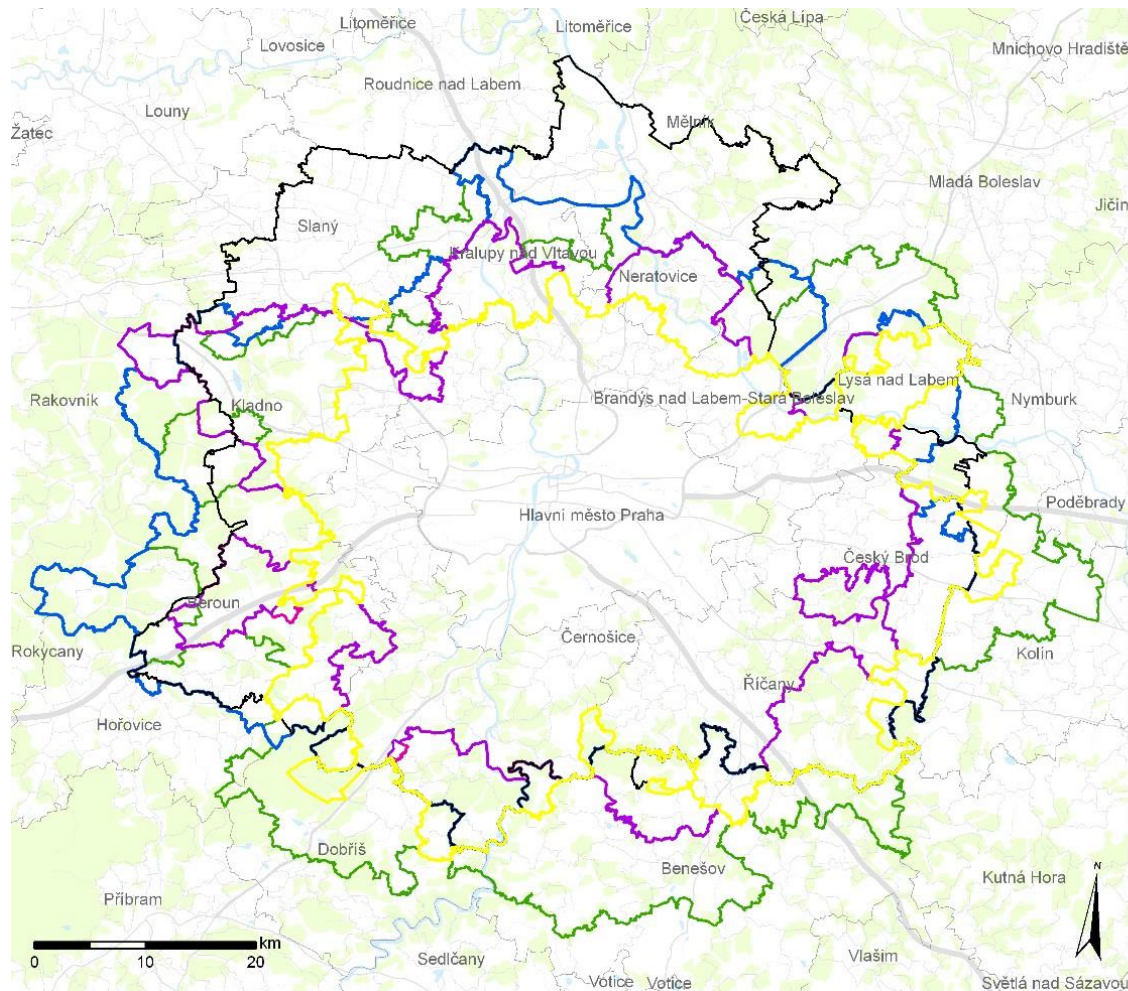 Česká Lípa
Litoměřice
Litoměřice
Lovosice
Mnichovo Hradiště
Roudnice nad Labem
Louny
Mělník
Žatec
Mladá Boleslav
Jičín
Slaný
Kralupy nad Vltavou
Neratovice
Lysá nad Labem
Rakovník
Kladno
Brandýs nad Labem-Stará Boleslav
Nymburk
Poděbrady
Hlavní město Praha
Český Brod
Beroun
Černošice
Rokycany
Kolín
Říčany
Hořovice
Dobříš
Benešov
Kutná Hora
Příbram
N
km
0 10 20
Sedlčany
Vlašim
Votice Votice
Světlá nad Sázavou